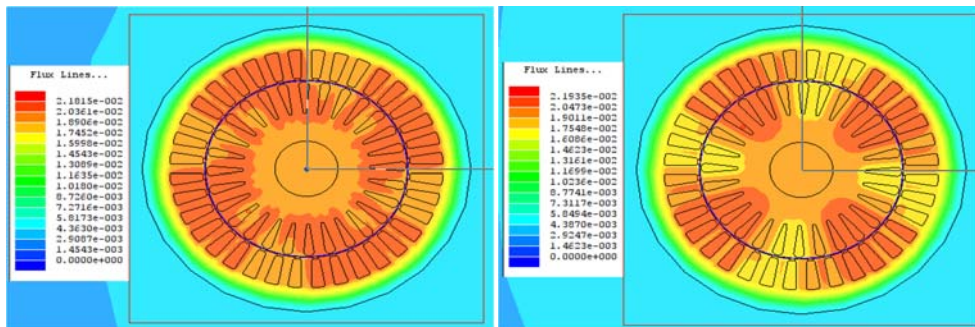 Flux Lines...
2.1815e-002
2.0361e-002
1.8906e-002
1.7452e-002
1.5998e-002
1.4543e-002
1.3089e-002
1.1635e-002
1.0180e-002
8.7260e-003
7.2716e-003
5.8173e-003
4.3630e-003
2.9087e-003
1.4543e-003
0.0000e+000
Flux Lines...
2.1935e-002
2.0473e-002
1.9011e-002
1.7548e-002
1.6086e-002
1.4623e-002
1.3161e-002
1.1699e-002
1.0236e-002
8.7741e-003
7.3117e-003
5.8494e-003
4.3870e-003
2.9247e-003
1.4623e-003
0.0000e+000